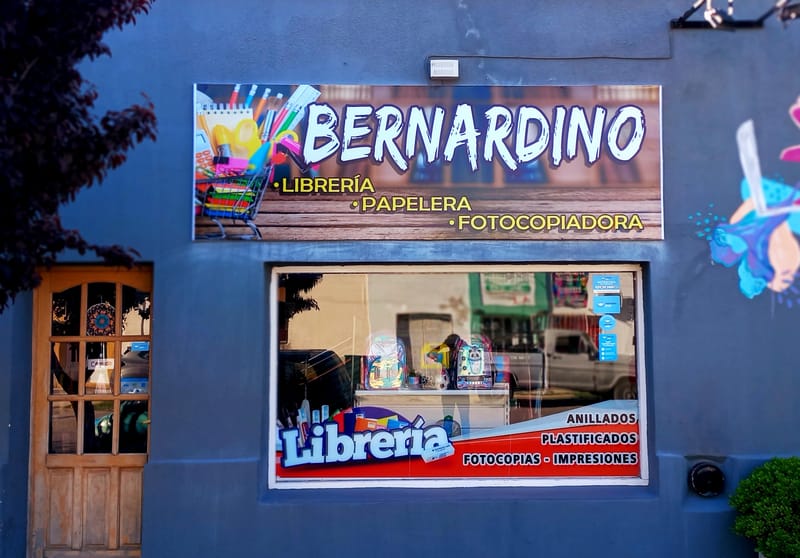 BERNARDINO
• LIBRERÍA
• PAPELERA
• FOTOCOPIADORA
Librería
ANILLADOS
PLASTIFICADOS
FOTOCOPIAS - IMPRESIONES